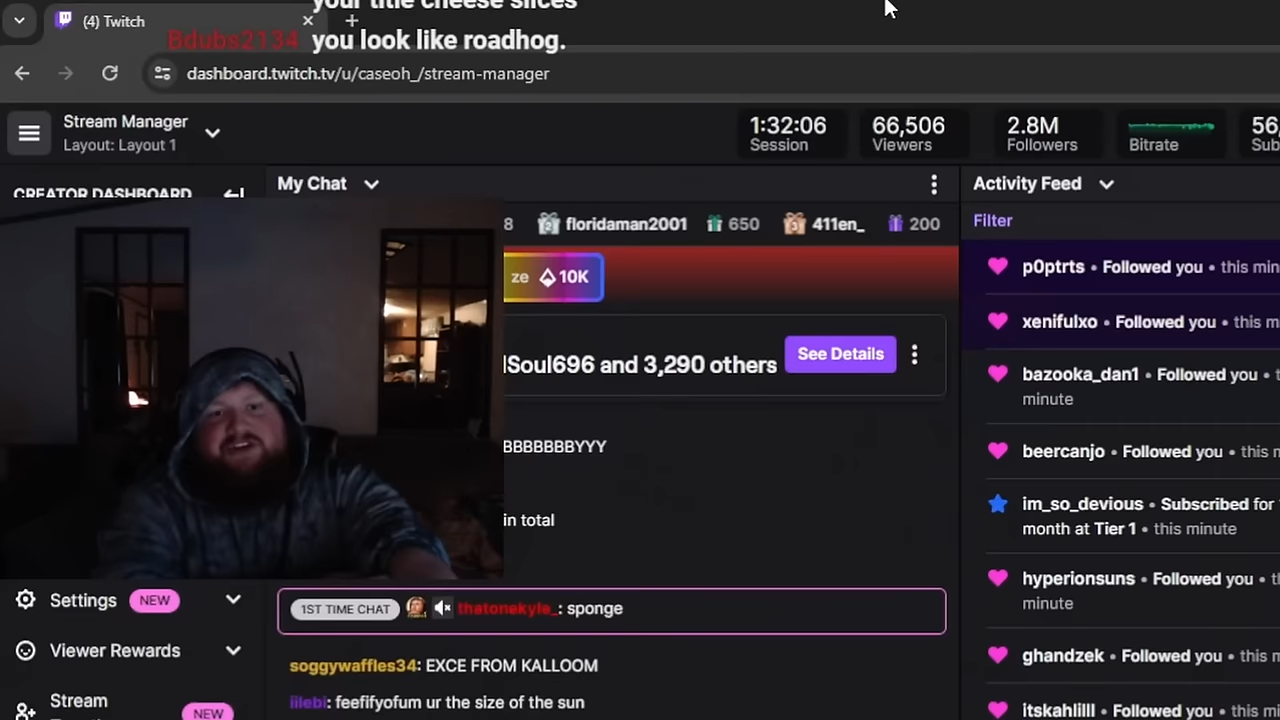 your title cheese slices
(4) Twitch
Bdubs2134 you look like roadhog.
dashboard.twitch.tv/u/caseoh_/stream-manager
Stream Manager
Layout: Layout 1
1:32:06
Session
66,506
Viewers
2.8M
Followers
Bitrate
56,
Sub
CREATOR DASHBOARD
My Chat
Activity Feed
8 floridaman2001 650 411en_ 200
Filter
ze 10K
p0ptrts • Followed you • this min
xenifulxo • Followed you • this m
lSoul696 and 3,290 others
See Details
bazooka_dan1 • Followed you • t
minute
BBBBBBBYYY
beercanjo • Followed you • this m
in total
im_so_devious • Subscribed for
month at Tier 1 • this minute
hyperionsuns • Followed you • t
minute
Settings NEW
1ST TIME CHAT thatonekyle_: sponge
Viewer Rewards
soggywaffles34: EXCE FROM KALLOOM
ghandzek • Followed you • this m
Stream
NEW
iilebi: feefifyofum ur the size of the sun
itskahlilll • Followed you • this m